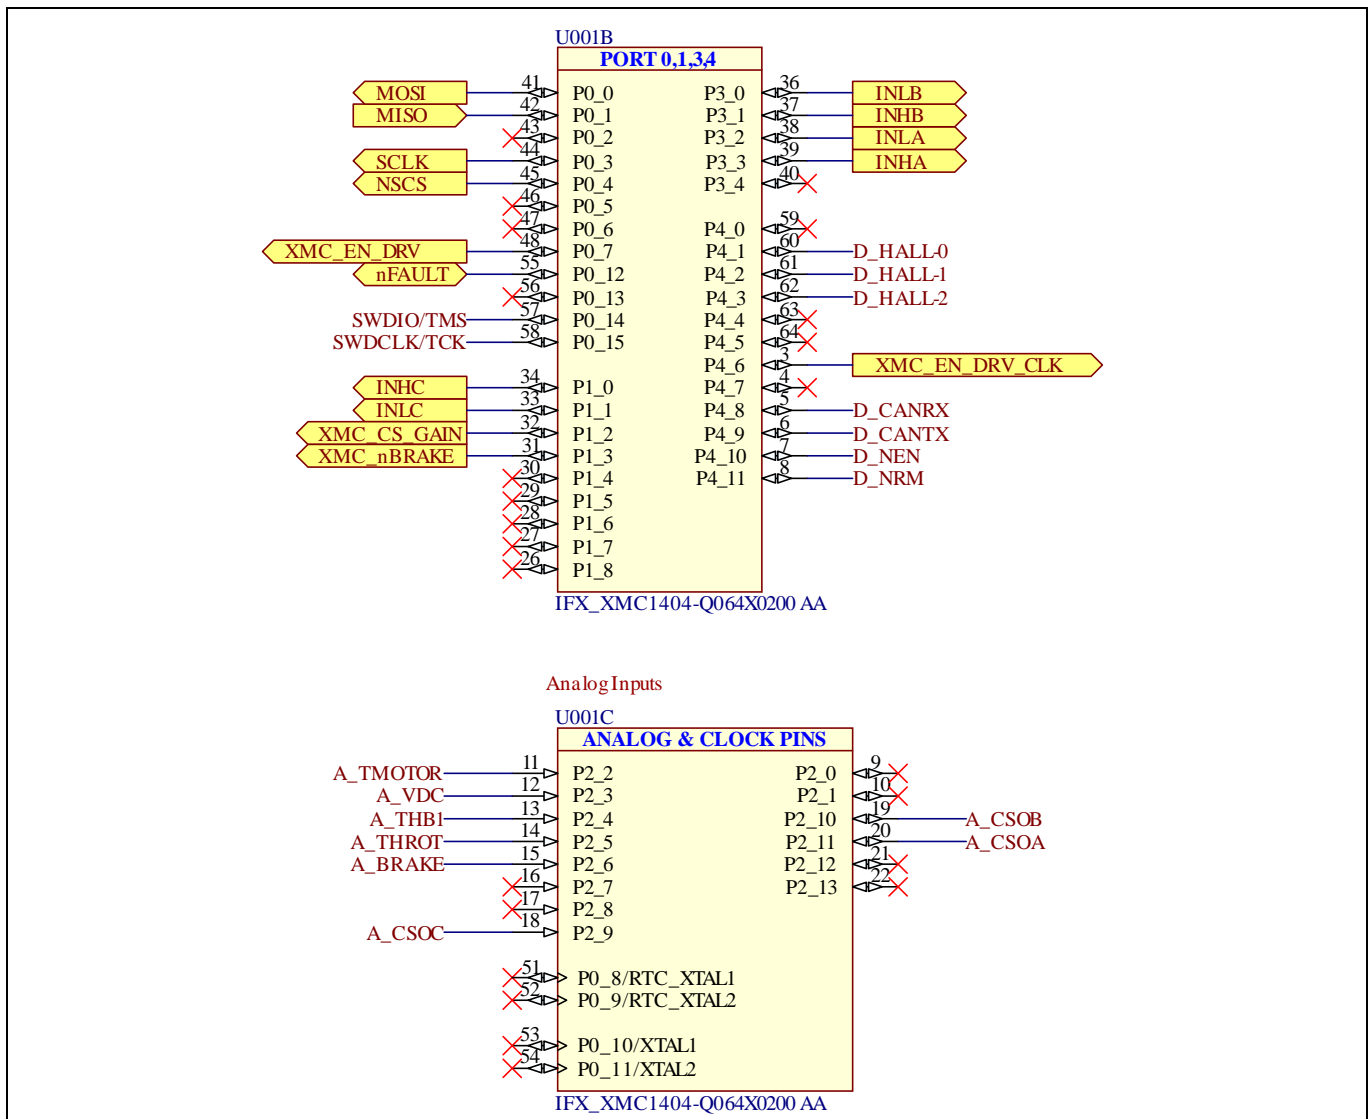 U001B
PORT 0,1,3,4
MOSI 41 P0_0 P3_0 36 INLB
MISO 42 P0_1 P3_1 37 INHB
43 P0_2 P3_2 38 INLA
SCLK 44 P0_3 P3_3 39 INHA
NSCS 45 P0_4 P3_4 40
46 P0_5
47 P0_6 P4_0 59
XMC_EN_DRV 48 P0_7 P4_1 60 D_HALL-0
nFAULT 55 P0_12 P4_2 61 D_HALL-1
56 P0_13 P4_3 62 D_HALL-2
SWDIO/TMS 57 P0_14 P4_4 63
SWDCLK/TCK 58 P0_15 P4_5 64
P4_6 3 XMC_EN_DRV_CLK
INHC 34 P1_0 P4_7 4
INLC 33 P1_1 P4_8 5 D_CANRX
XMC_CS_GAIN 32 P1_2 P4_9 6 D_CANTX
XMC_nBRAKE 31 P1_3 P4_10 7 D_NEN
30 P1_4 P4_11 8 D_NRM
29 P1_5
28 P1_6
27 P1_7
26 P1_8
IFX_XMC1404-Q064X0200 AA
Analog Inputs
U001C
ANALOG & CLOCK PINS
A_TMOTOR 11 P2_2 P2_0 9
A_VDC 12 P2_3 P2_1 10
A_THB1 13 P2_4 P2_10 19 A_CSOB
A_THROT 14 P2_5 P2_11 20 A_CSOA
A_BRAKE 15 P2_6 P2_12 21
16 P2_7 P2_13 22
17 P2_8
A_CSOC 18 P2_9
51 P0_8/RTC_XTAL1
52 P0_9/RTC_XTAL2
53 P0_10/XTAL1
54 P0_11/XTAL2
IFX_XMC1404-Q064X0200 AA